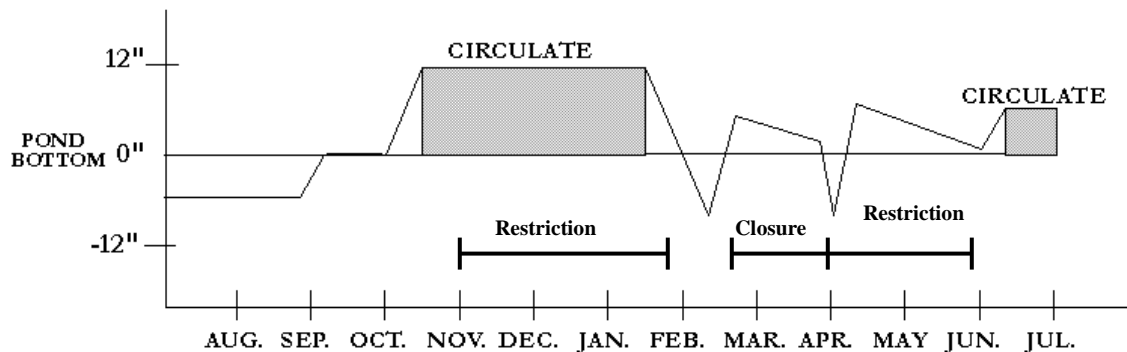 12"
CIRCULATE
CIRCULATE
POND
BOTTOM 0"
Restriction
Closure
Restriction
-12"
AUG. SEP. OCT. NOV. DEC. JAN. FEB. MAR. APR. MAY JUN. JUL.